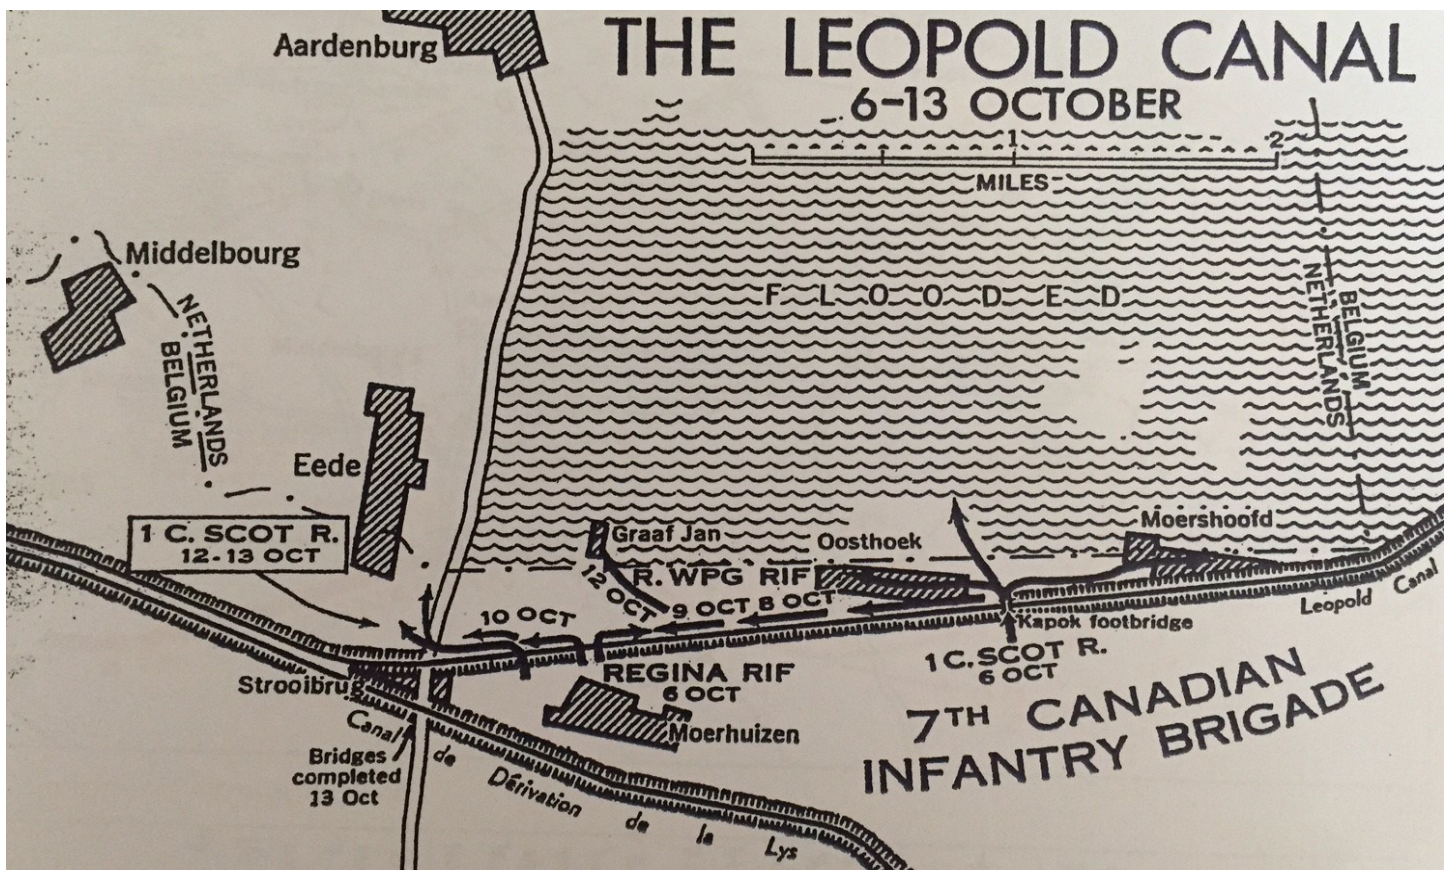 THE LEOPOLD CANAL
6-13 OCTOBER
Aardenburg
1
2
MILES
Middelbourg
NETHERLANDS
BELGIUM
FLOODED
BELGIUM
NETHERLANDS
Eede
1 C. SCOT R.
12-13 OCT
Graaf Jan
Oosthoek
Moershoofd
R. WPG RIF
12 OCT
9 OCT
8 OCT
10 OCT
Kapok footbridge
Leopold Canal
REGINA RIF
6 OCT
1 C. SCOT R.
6 OCT
Strooibrug
Moerhuizen
7TH CANADIAN
INFANTRY BRIGADE
Bridges
completed
13 Oct
Canal de Dérivation de la Lys